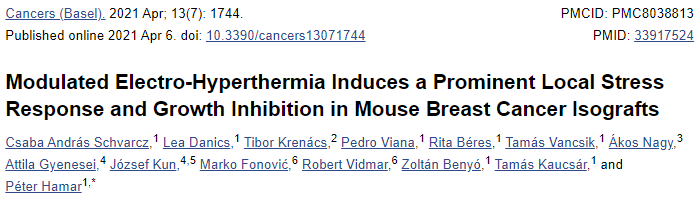 Cancers (Basel). 2021 Apr; 13(7): 1744. PMCID: PMC8038813
Published online 2021 Apr 6. doi: 10.3390/cancers13071744 PMID: 33917524
Modulated Electro-Hyperthermia Induces a Prominent Local Stress
Response and Growth Inhibition in Mouse Breast Cancer Isografts
Csaba András Schvarcz,1 Lea Danics,1 Tibor Krenács,2 Pedro Viana,1 Rita Béres,1 Tamás Vancsik,1 Ákos Nagy,3
Attila Gyenesei,4 József Kun,4,5 Marko Fonović,6 Robert Vidmar,6 Zoltán Benyó,1 Tamás Kaucsár,1 and
Péter Hamar1,*